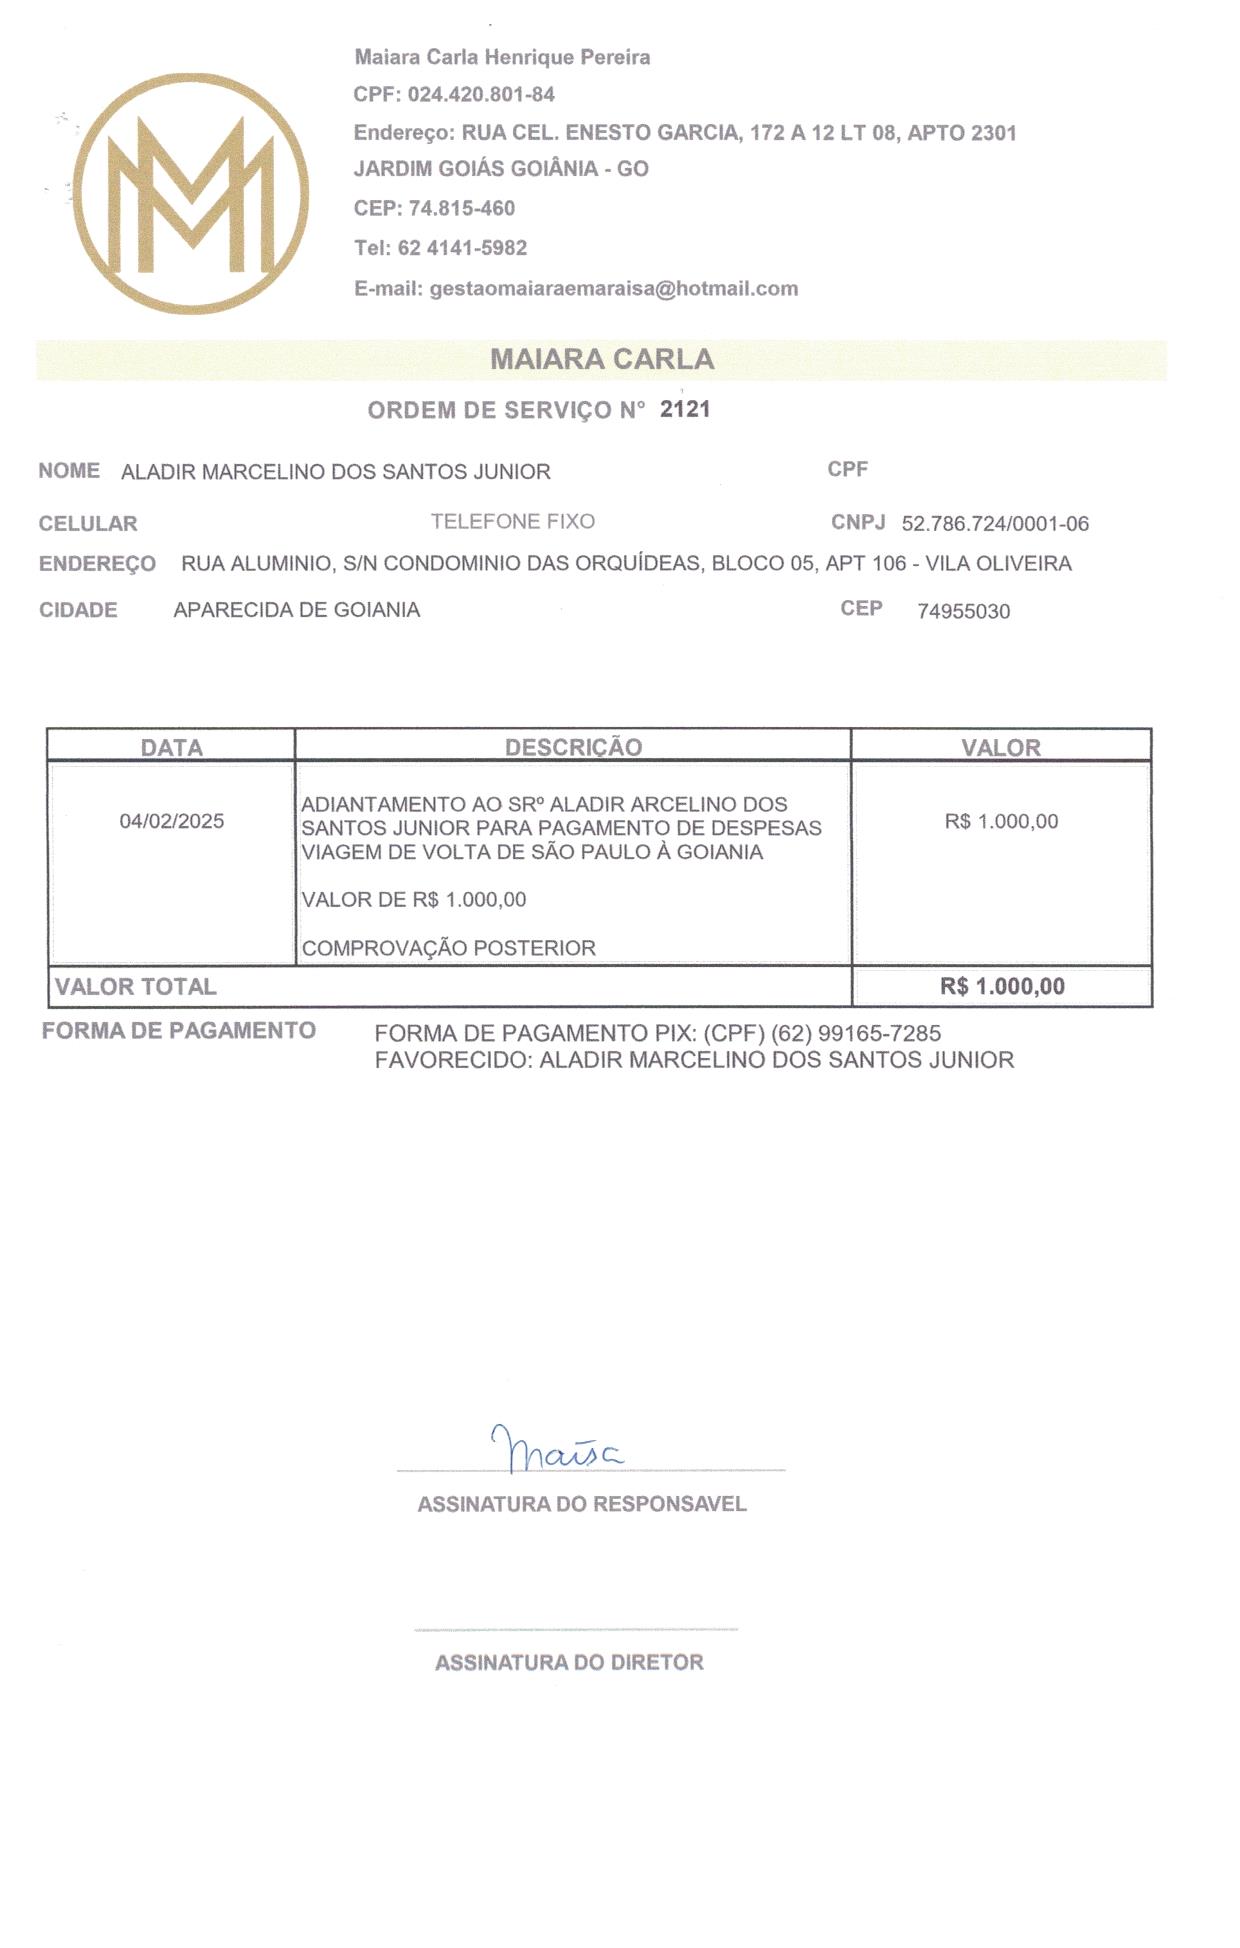 Maiara Carla Henrique Pereira
CPF: 024.420.801-84
Endereço: RUA CEL. ENESTO GARCIA, 172 A 12 LT 08, APTO 2301
JARDIM GOIÁS GOIÂNIA - GO
CEP: 74.815-460
Tel: 62 4141-5982
E-mail: gestaomaiaraemaraisa@hotmail.com
MAIARA CARLA
ORDEM DE SERVIÇO N° 2121
NOME ALADIR MARCELINO DOS SANTOS JUNIOR CPF
CELULAR TELEFONE FIXO CNPJ 52.786.724/0001-06
ENDEREÇO RUA ALUMINIO, S/N CONDOMINIO DAS ORQUÍDEAS, BLOCO 05, APT 106 - VILA OLIVEIRA
CIDADE APARECIDA DE GOIANIA CEP 74955030
DATA DESCRIÇÃO VALOR
ADIANTAMENTO AO SRº ALADIR ARCELINO DOS
04/02/2025 SANTOS JUNIOR PARA PAGAMENTO DE DESPESAS R$ 1.000,00
VIAGEM DE VOLTA DE SÃO PAULO À GOIANIA
VALOR DE R$ 1.000,00
COMPROVAÇÃO POSTERIOR
VALOR TOTAL R$ 1.000,00
FORMA DE PAGAMENTO FORMA DE PAGAMENTO PIX: (CPF) (62) 99165-7285
FAVORECIDO: ALADIR MARCELINO DOS SANTOS JUNIOR
Maísa
ASSINATURA DO RESPONSAVEL
ASSINATURA DO DIRETOR